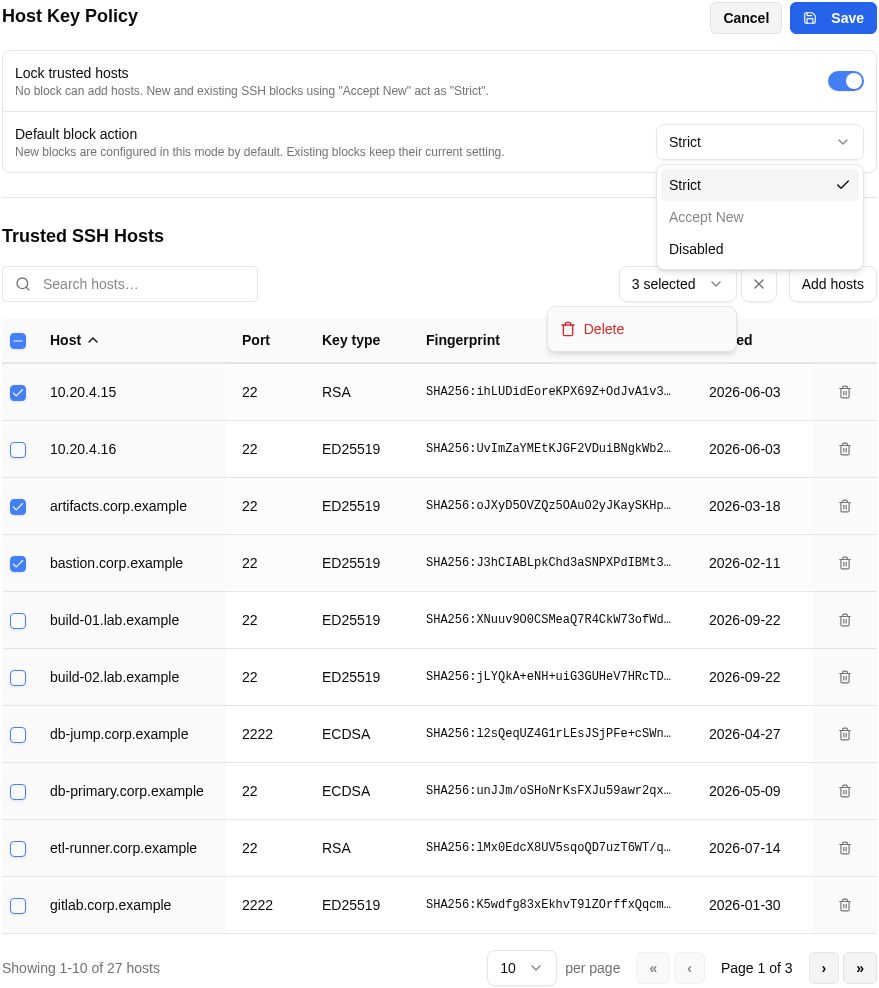 Host Key Policy
Cancel
Save
Lock trusted hosts
No block can add hosts. New and existing SSH blocks using "Accept New" act as "Strict".
Default block action
New blocks are configured in this mode by default. Existing blocks keep their current setting.
Strict
Strict
Accept New
Disabled
Trusted SSH Hosts
Search hosts…
3 selected
Add hosts
Delete
Host Port Key type Fingerprint
10.20.4.15 22 RSA SHA256:ihLUDidEoreKPX69Z+OdJvA1v3… 2026-06-03
10.20.4.16 22 ED25519 SHA256:UvImZaYMEtKJGF2VDuiBNgkWb2… 2026-06-03
artifacts.corp.example 22 ED25519 SHA256:oJXyD5OVZQz5OAuO2yJKaySKHp… 2026-03-18
bastion.corp.example 22 ED25519 SHA256:J3hCIABLpkChd3aSNPXPdIBMt3… 2026-02-11
build-01.lab.example 22 ED25519 SHA256:XNuuv9O0CSMeaQ7R4CkW73ofWd… 2026-09-22
build-02.lab.example 22 ED25519 SHA256:jLYQkA+eNH+uiG3GUHeV7HRcTD… 2026-09-22
db-jump.corp.example 2222 ECDSA SHA256:l2sQeqUZ4G1rLEsJSjPFe+cSWn… 2026-04-27
db-primary.corp.example 22 ECDSA SHA256:unJJm/oSHoNrKsFXJu59awr2qx… 2026-05-09
etl-runner.corp.example 22 RSA SHA256:lMx0EdcX8UV5sqoQD7uzT6WT/q… 2026-07-14
gitlab.corp.example 2222 ED25519 SHA256:K5wdfg83xEkhvT9lZOrffxQqcm… 2026-01-30
Showing 1-10 of 27 hosts
10 per page « ‹ Page 1 of 3 › »